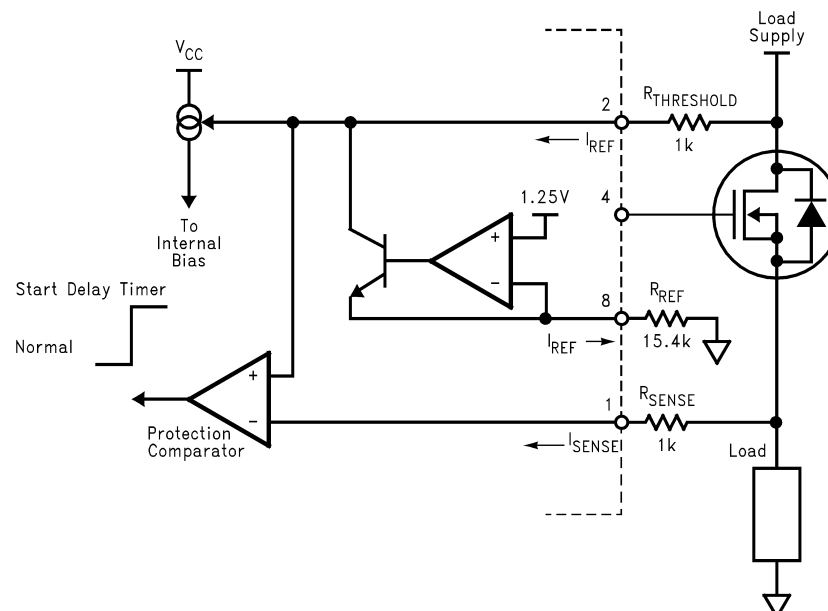 Load
Supply
V_CC
2
R_THRESHOLD
1k
I_REF
4
1.25V
To
Internal
Bias
+
−
Start Delay Timer
8
R_REF
15.4k
I_REF
Normal
+
−
1
R_SENSE
1k
I_SENSE
Protection
Comparator
Load